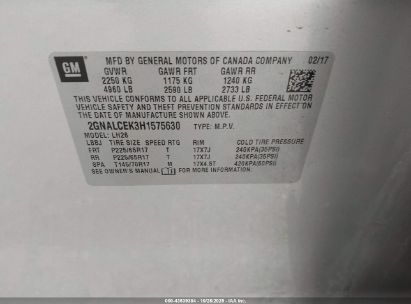 GM
MFD BY GENERAL MOTORS OF CANADA COMPANY 02/17
GVWR GAWR FRT GAWR RR
2250 KG 1175 KG 1240 KG
4960 LB 2590 LB 2733 LB
THIS VEHICLE CONFORMS TO ALL APPLICABLE U.S. FEDERAL MOTOR
VEHICLE SAFETY AND THEFT PREVENTION STANDARDS IN EFFECT ON
THE DATE OF MANUFACTURE SHOWN ABOVE.
2GNALCEK3H1575630 TYPE: M.P.V.
MODEL: LH26
TIRE SIZE SPEED RTG RIM COLD TIRE PRESSURE
FRT P225/65R17 T 17X7J 240KPA(35PSI)
RR P225/65R17 T 17X7J 240KPA(35PSI)
SPA T145/70R17 M 17X4.5T 420KPA(60PSI)
SEE OWNER'S MANUAL FOR MORE INFORMATION.